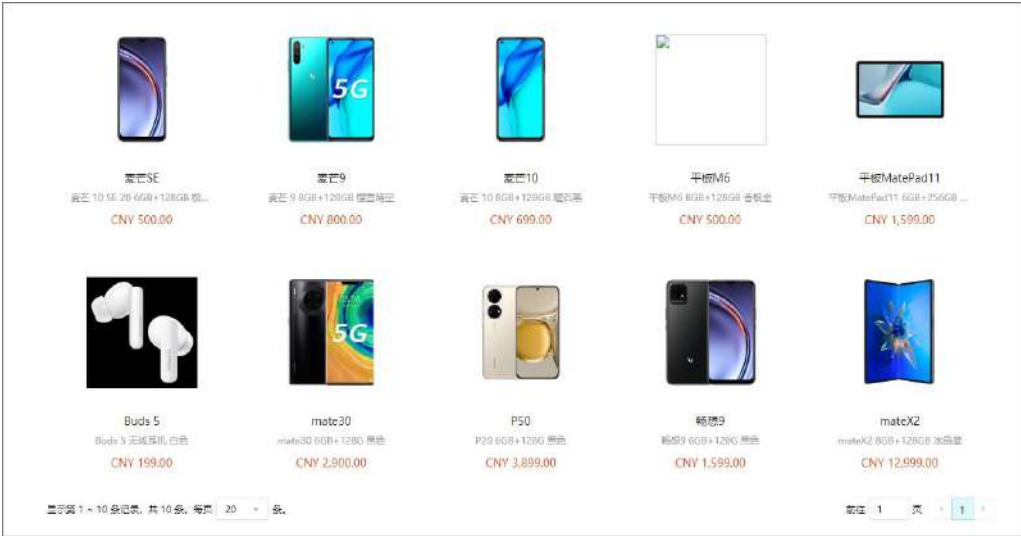 5G
麦芒SE
麦芒9
麦芒10
平板M6
平板MatePad11
麦芒 10 SE 20 6GB+128GB
麦芒 9 8GB+128GB
麦芒 10 8GB+128GB 曜石黑
平板M6 8GB+128GB 香槟金
平板MatePad11 6GB+256GB ...
CNY 500.00
CNY 800.00
CNY 699.00
CNY 500.00
CNY 1,599.00
5G
Buds 5
mate30
P50
畅想9
mateX2
Buds 5 无线耳机 白色
mate30 6GB+128G 黑色
P20 6GB+128G 黑色
畅想9 6GB+128G 黑色
mateX2 8GB+128GB 冰晶蓝
CNY 199.00
CNY 2,900.00
CNY 3,899.00
CNY 1,599.00
CNY 12,999.00
显示第 1 ~ 10 条记录，共 10 条，每页 20 条。
前往 1 页 1